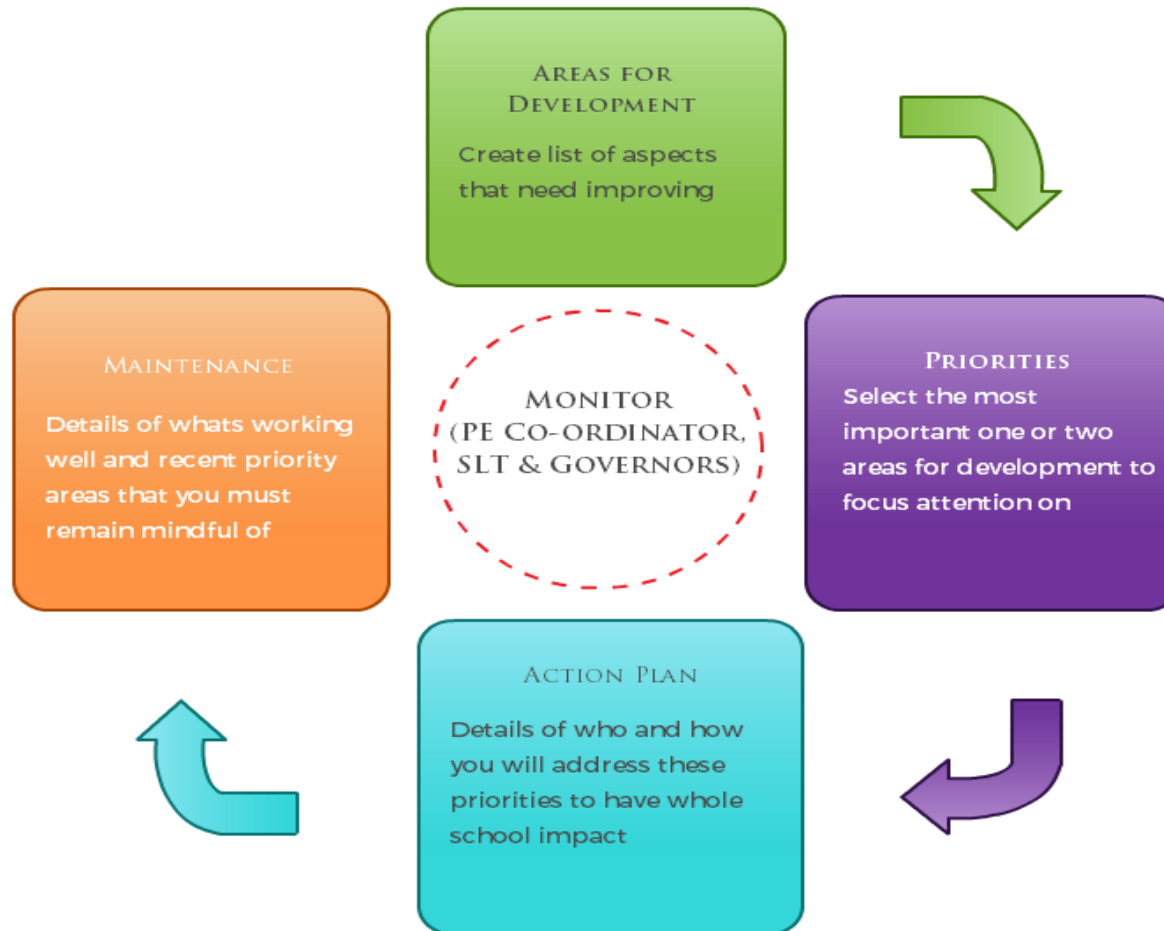 AREAS FOR
DEVELOPMENT
Create list of aspects
that need improving
PRIORITIES
Select the most
important one or two
areas for development to
focus attention on
ACTION PLAN
Details of who and how
you will address these
priorities to have whole
school impact
MAINTENANCE
Details of whats working
well and recent priority
areas that you must
remain mindful of
MONITOR
(PE CO-ORDINATOR,
SLT & GOVERNORS)